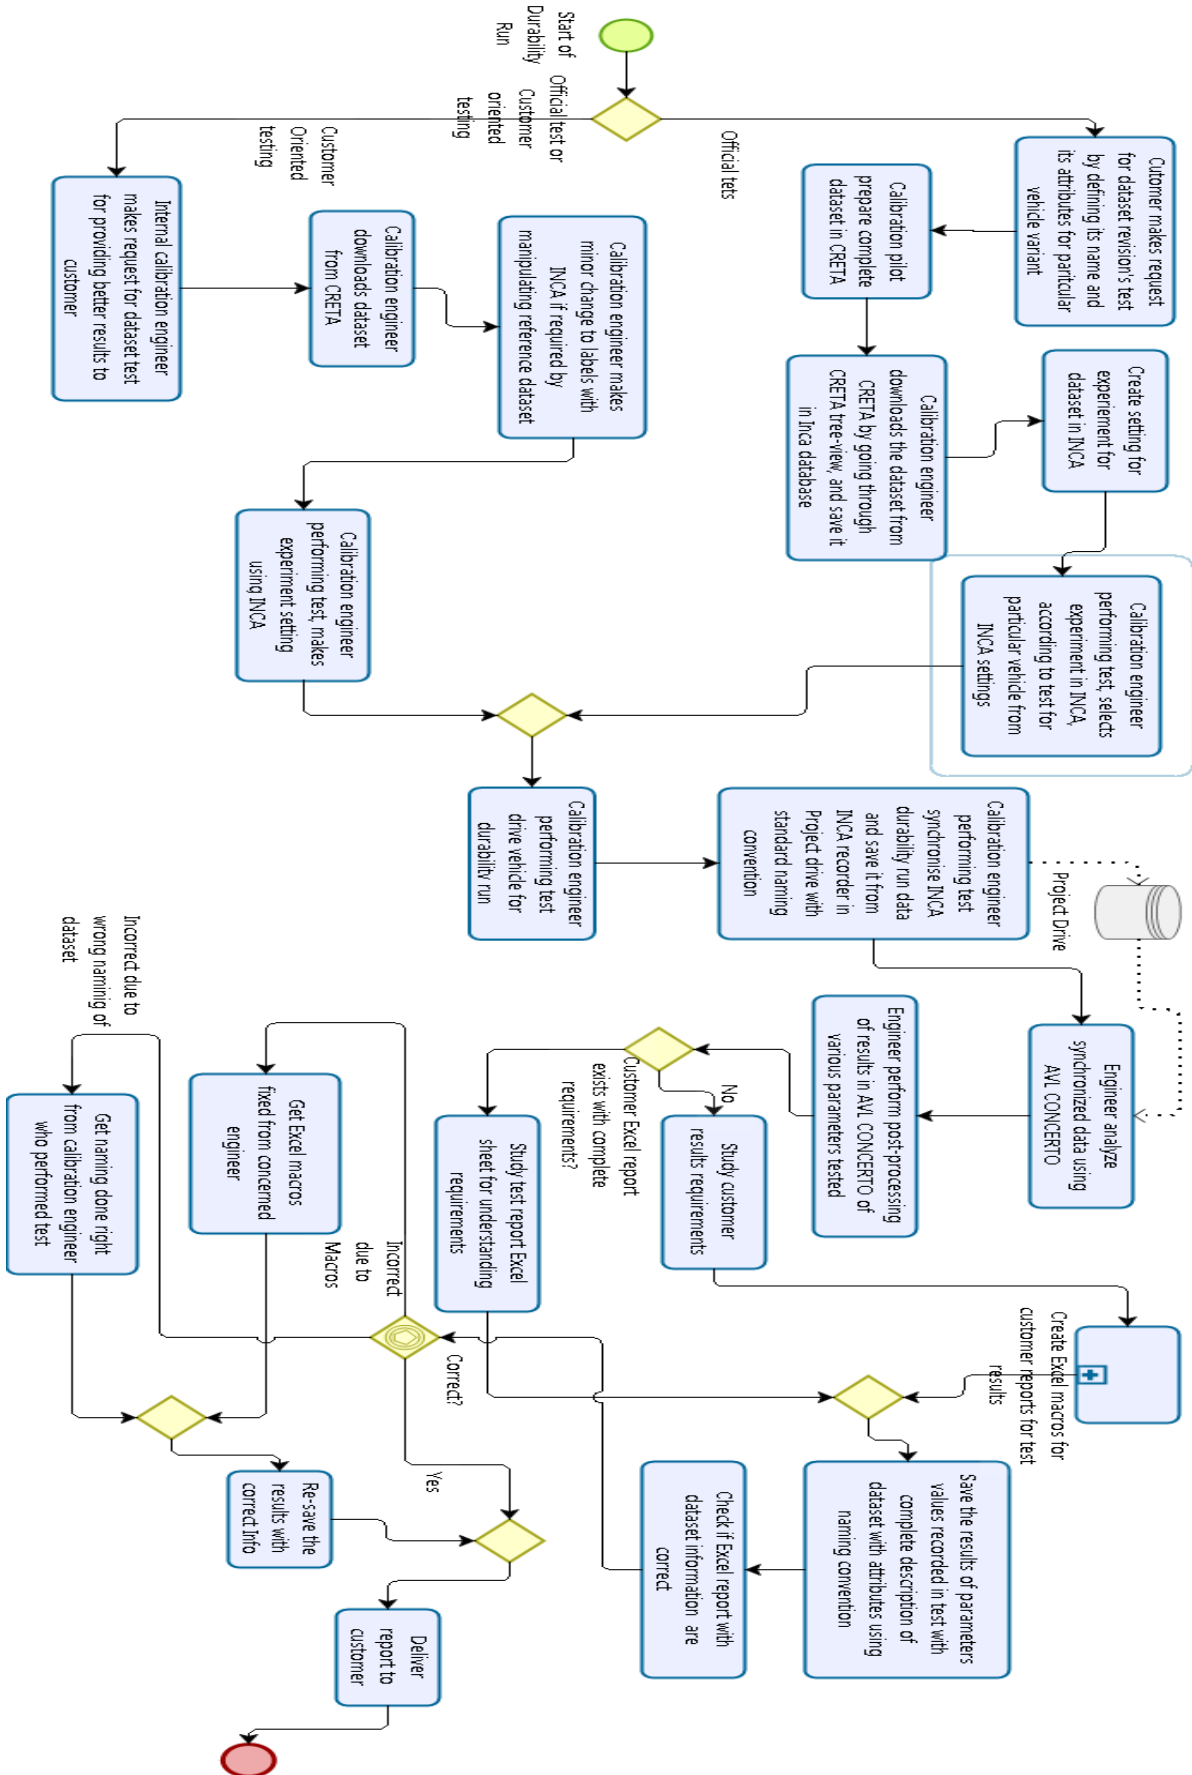 Start of
Durability
Run
Official test or
Customer
oriented
testing
Official tets
Customer
Oriented
testing
Cutomer makes request
for dataset revision's test
by defining its name and
its attributes for particular
vehicle variant
Calibration pilot
prepare complete
dataset in CRETA
Calibration engineer
downloads the dataset from
CRETA by going through
CRETA tree-view, and save it
in Inca database
Create setting for
experiement for
dataset in INCA
Calibration engineer
performing test, selects
experiment in INCA,
according to test for
particular vehicle from
INCA settings
Internal calibration engineer
makes request for dataset test
for providing better results to
customer
Calibration engineer
downloads dataset
from CRETA
Calibration engineer makes
minor change to labels with
INCA if required by
manipulating reference dataset
Calibration engineer
performing test, makes
experiment setting
using INCA
Calibration engineer
performing test
drive vehicle for
durability run
Calibration engineer
performing test
synchronise INCA
durability run data
and save it from
INCA recorder in
Project drive with
standard naming
convention
Project Drive
Engineer analyze
synchronized data using
AVL CONCERTO
Engineer perform post-processing
of results in AVL CONCERTO of
various parameters tested
Customer Excel report
exists with complete
requirements?
No
Study customer
results requirements
Study test report Excel
sheet for understanding
requirements
Create Excel macros for
customer reports for test
results
Save the results of parameters
values recorded in test with
complete description of
dataset with attributes using
naming convention
Check if Excel report with
dataset information are
correct
Correct?
Incorrect
due to
Macros
Incorrect due to
wrong naminig of
dataset
Get Excel macros
fixed from concerned
engineer
Get naming done right
from calibration engineer
who performed test
Yes
Re-save the
results with
correct Info
Deliver
report to
customer